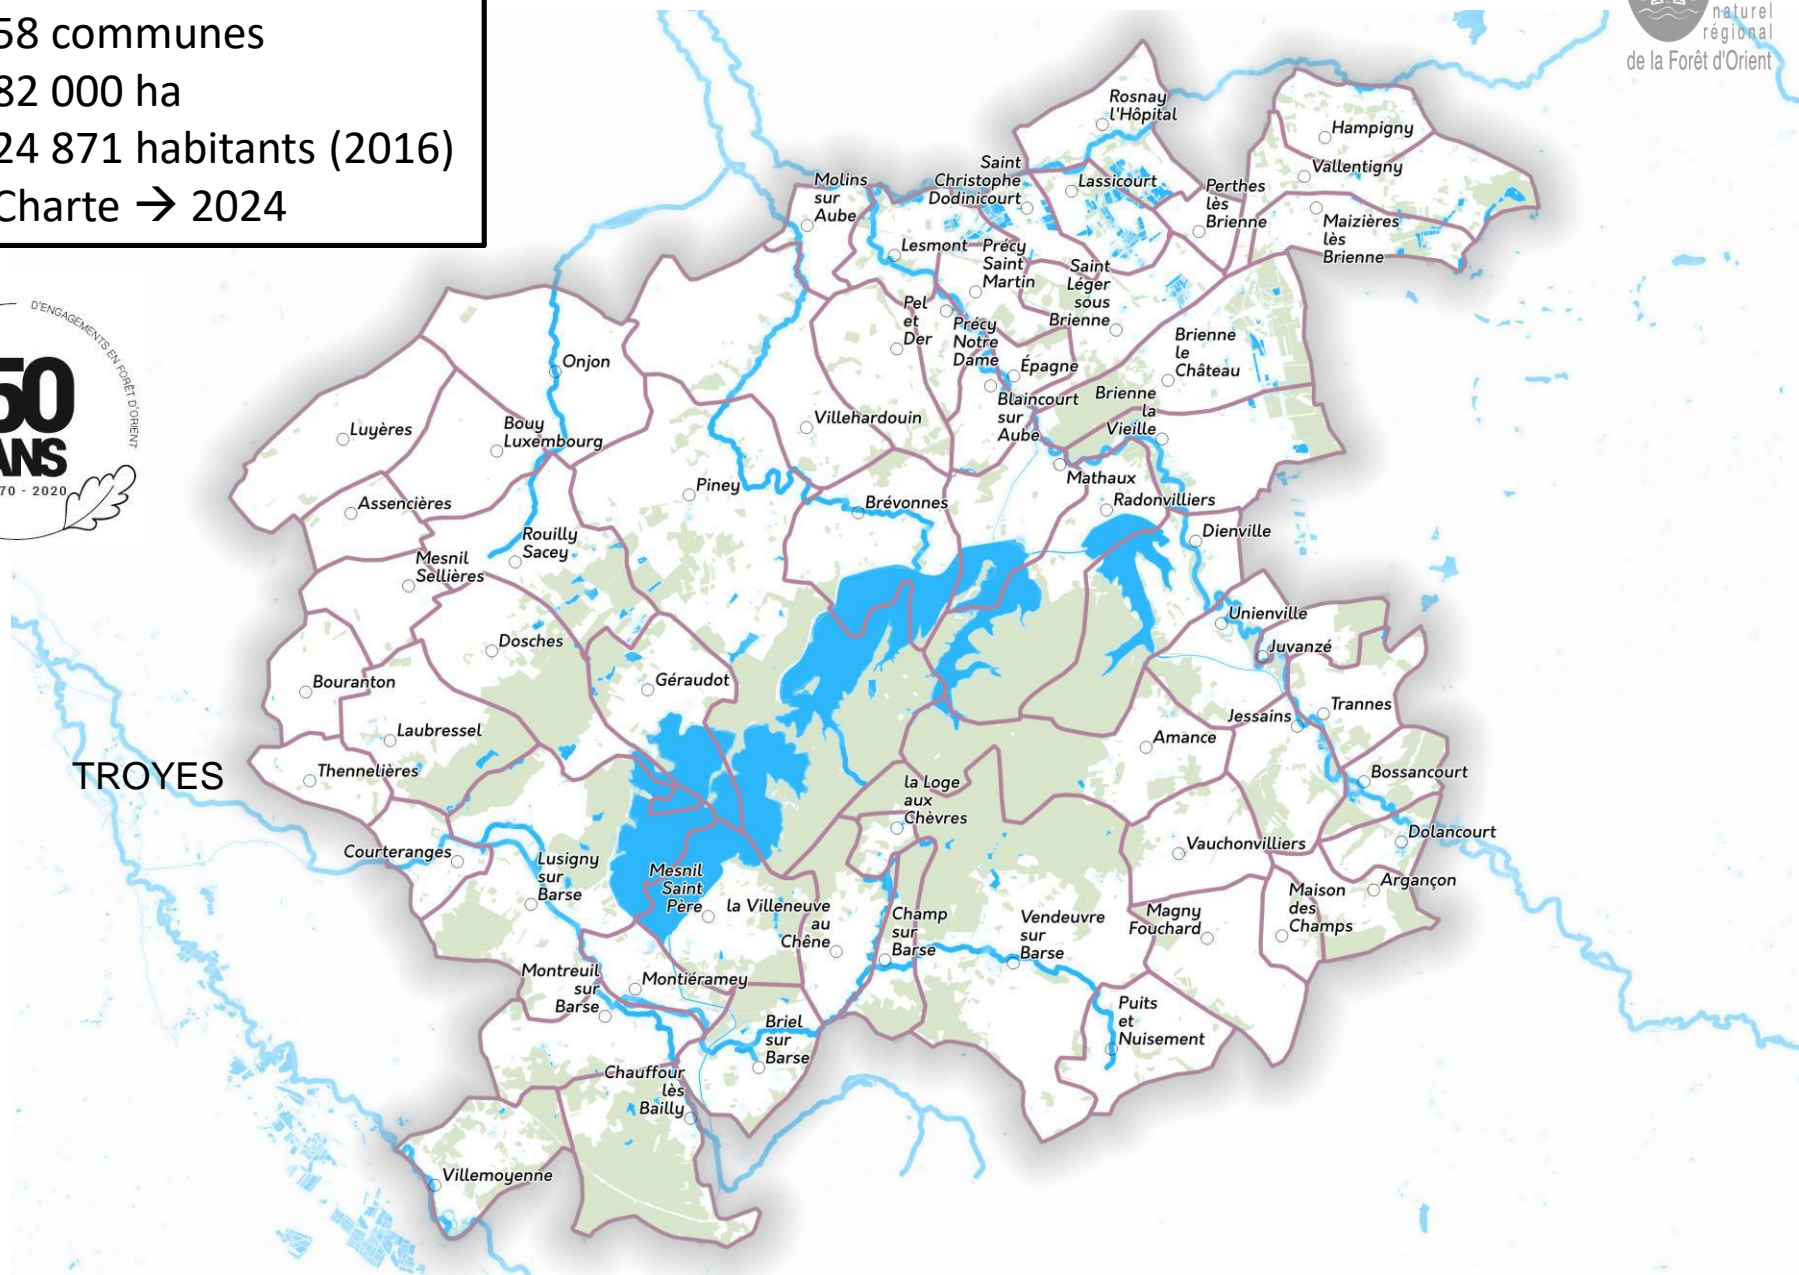 58 communes
82 000 ha
24 871 habitants (2016)
Charte → 2024
naturel
régional
de la Forêt d'Orient
D'ENGAGEMENTS EN FORÊT D'ORIENT
50
ANS
70 - 2020
TROYES
Rosnay
l'Hôpital
Hampigny
Vallentigny
Saint
Christophe
Dodinicourt
Lassicourt
Perthes
lès
Brienne
Maizières
lès
Brienne
Molins
sur
Aube
Lesmont
Précy
Saint
Martin
Saint
Léger
sous
Brienne
Pel
et
Der
Précy
Notre
Dame
Épagne
Brienne
le
Château
Onjon
Blaincourt
sur
Aube
Brienne
la
Vieille
Luyères
Bouy
Luxembourg
Villehardouin
Mathaux
Piney
Radonvilliers
Assencières
Brévonnes
Dienville
Rouilly
Sacey
Mesnil
Sellières
Unienville
Dosches
Juvanzé
Bouranton
Géraudot
Trannes
Laubressel
Jessains
Amance
Thennelières
Bossancourt
la Loge
aux
Chèvres
Dolancourt
Courteranges
Vauchonvilliers
Lusigny
sur
Barse
Mesnil
Saint
Père
Argançon
Maison
des
Champs
la Villeneuve
au
Chêne
Champ
sur
Barse
Vendeuvre
sur
Barse
Magny
Fouchard
Montreuil
sur
Barse
Montiéramey
Puits
et
Nuisement
Briel
sur
Barse
Chauffour
lès
Bailly
Villemoyenne